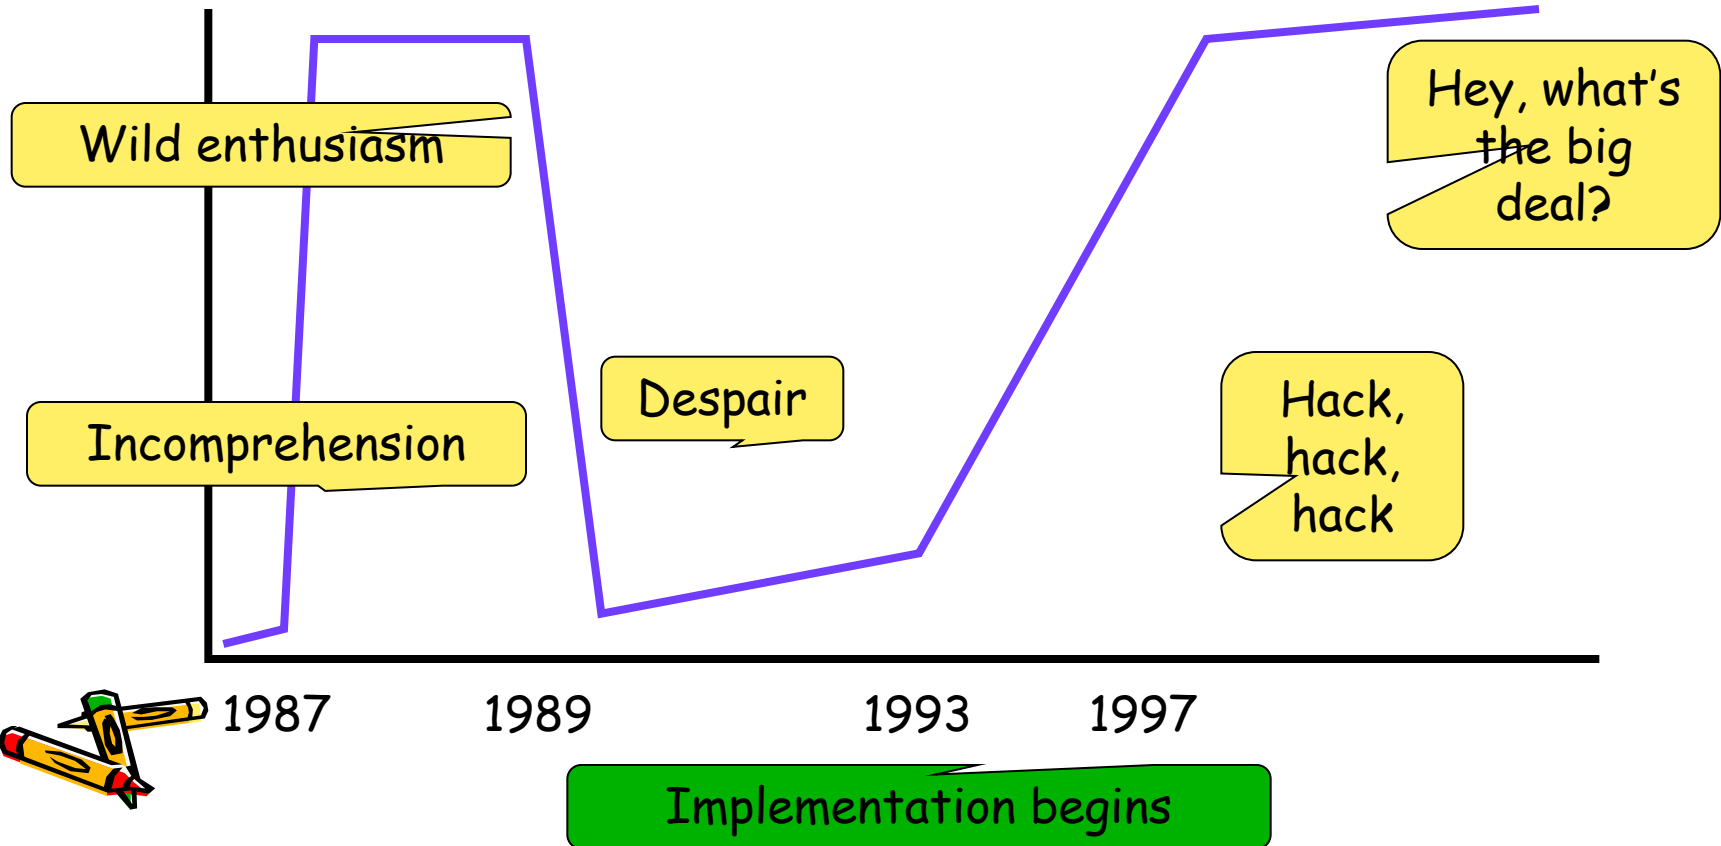 Wild enthusiasm
Hey, what's
the big
deal?
Incomprehension
Despair
Hack,
hack,
hack
1987 1989 1993 1997
Implementation begins